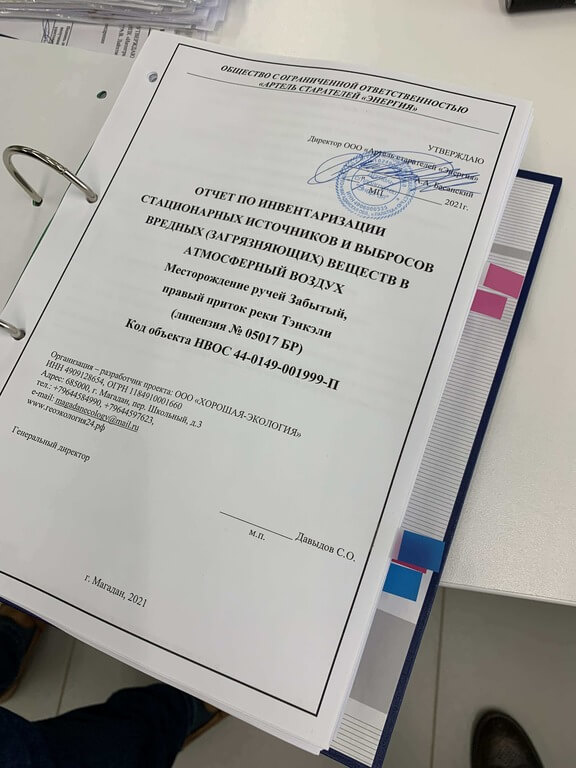 ОБЩЕСТВО С ОГРАНИЧЕННОЙ ОТВЕТСТВЕННОСТЬЮ
«АРТЕЛЬ СТАРАТЕЛЕЙ «ЭНЕРГИЯ»
УТВЕРЖДАЮ
Директор ООО «Артель старателей «Энергия»
А. Басанский
МП
2021г.
ОТЧЕТ ПО ИНВЕНТАРИЗАЦИИ
СТАЦИОНАРНЫХ ИСТОЧНИКОВ И ВЫБРОСОВ
ВРЕДНЫХ (ЗАГРЯЗНЯЮЩИХ) ВЕЩЕСТВ В
АТМОСФЕРНЫЙ ВОЗДУХ
Месторождение ручей Забытый,
правый приток реки Тэнкэли
(лицензия № 05017 БР)
Код объекта НВОС 44-0149-001999-П
Организация – разработчик проекта: ООО «ХОРОШАЯ-ЭКОЛОГИЯ»
ИНН 4909128654, ОГРН 1184910001660
Адрес: 685000, г. Магадан, пер. Школьный, д.3
тел.: +79644584990, +79644597623,
e-mail: magadanecology@mail.ru
www.геоэкология24.рф
Генеральный директор
Давыдов С.О.
м.п.
г. Магадан, 2021